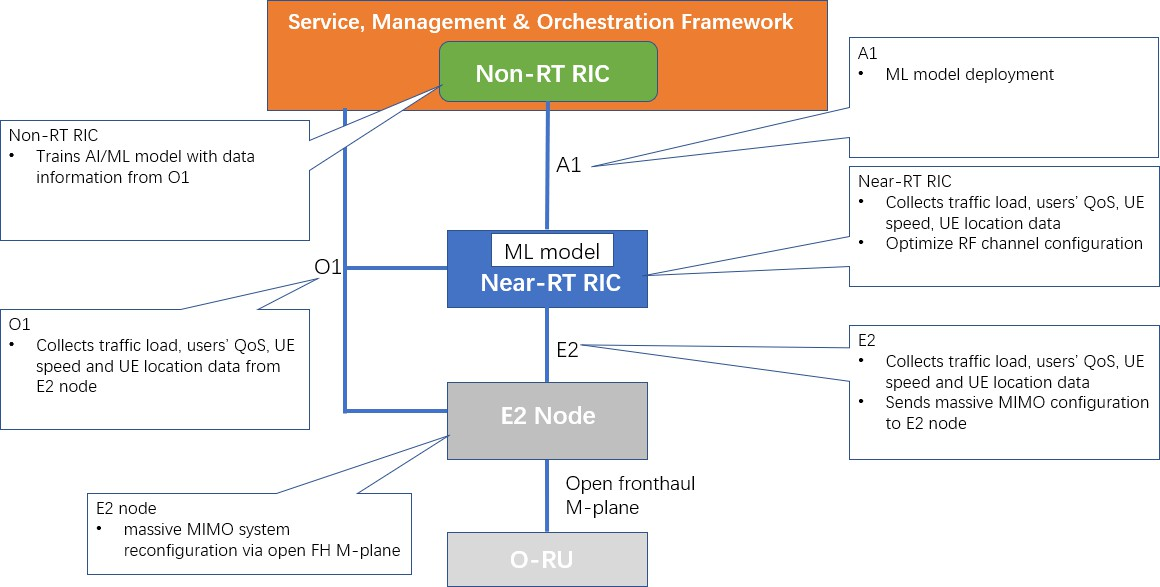 Service, Management & Orchestration Framework
Non-RT RIC
A1
• ML model deployment
Non-RT RIC
• Trains AI/ML model with data
information from O1
A1
Near-RT RIC
• Collects traffic load, users’ QoS, UE
speed, UE location data
• Optimize RF channel configuration
ML model
Near-RT RIC
O1
O1
• Collects traffic load, users’ QoS, UE
speed and UE location data from
E2 node
E2
E2
• Collects traffic load, users’ QoS, UE
speed and UE location data
• Sends massive MIMO configuration
to E2 node
E2 Node
Open fronthaul
M-plane
E2 node
• massive MIMO system
reconfiguration via open FH M-plane
O-RU